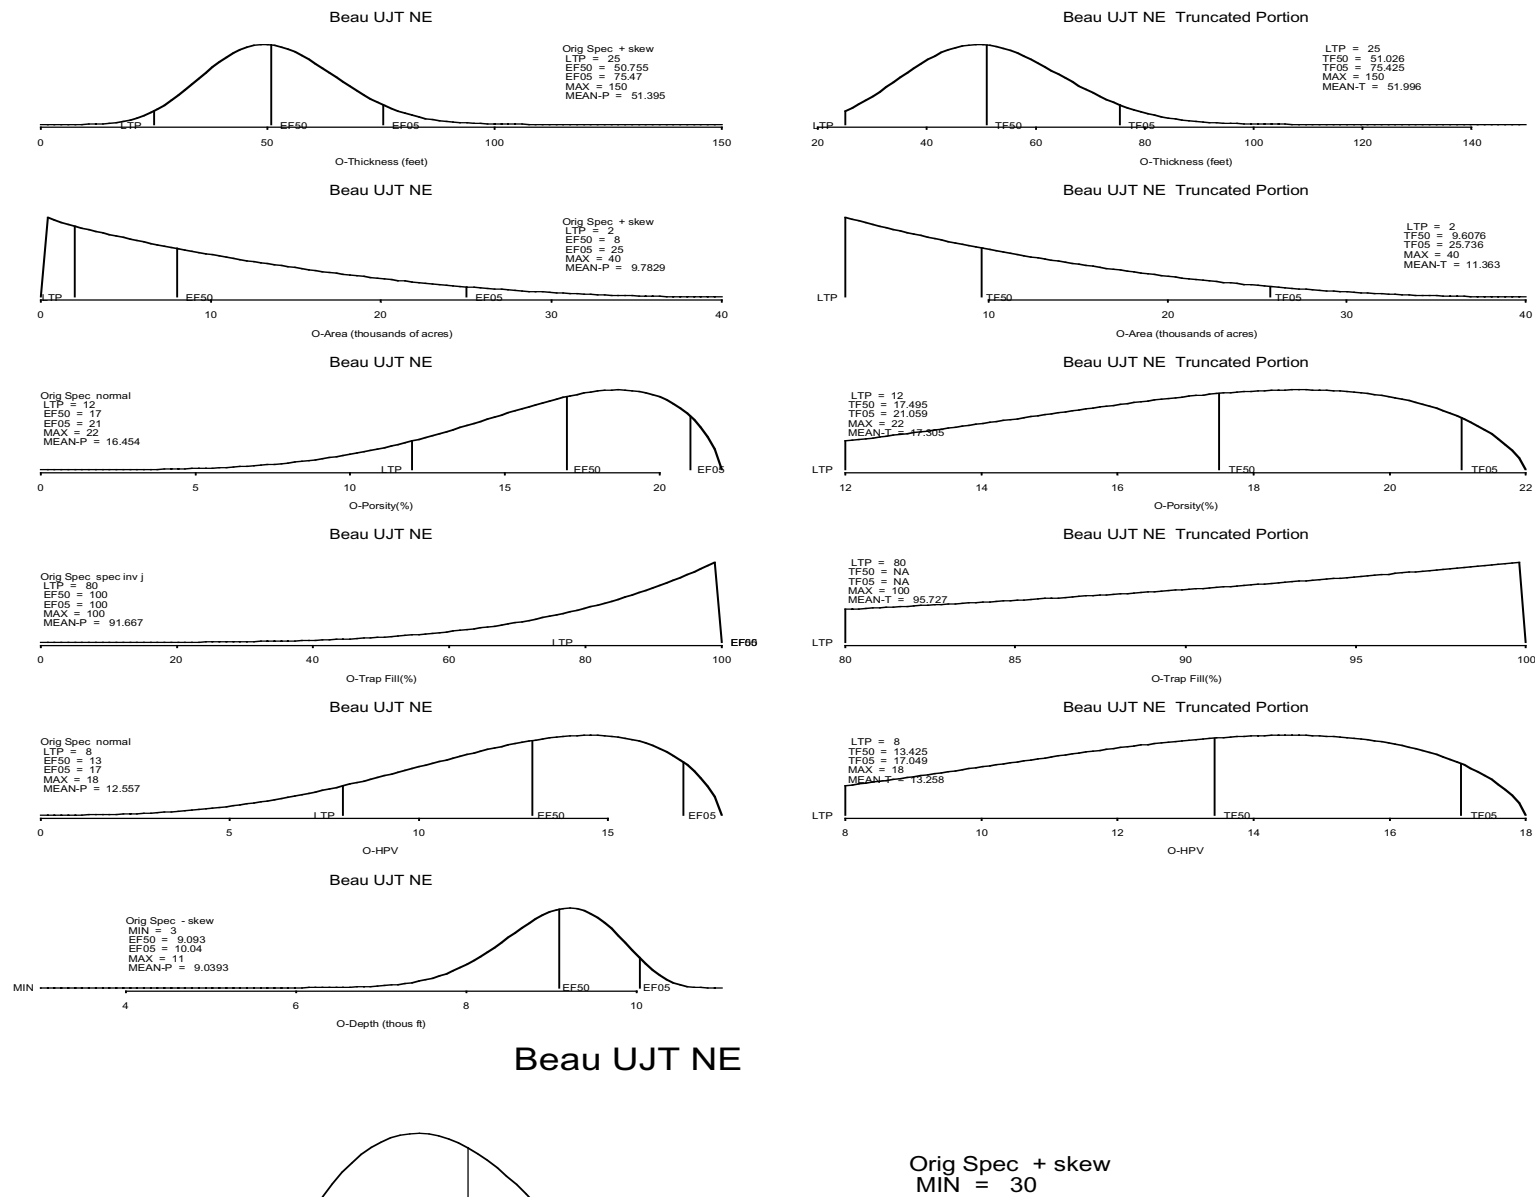 Beau UJT NE
Orig Spec + skew
LTP = 25
EF50 = 50.755
EF05 = 75.47
MAX = 150
MEAN-P = 51.395
LTP EF50 EF05
0 50 100 150
O-Thickness (feet)
Beau UJT NE Truncated Portion
LTP = 25
TF50 = 51.026
TF05 = 75.425
MAX = 150
MEAN-T = 51.996
LTP TF50 TF05
20 40 60 80 100 120 140
O-Thickness (feet)
Beau UJT NE
Orig Spec + skew
LTP = 2
EF50 = 8
EF05 = 25
MAX = 40
MEAN-P = 9.7829
LTP EF50 EF05
0 10 20 30 40
O-Area (thousands of acres)
Beau UJT NE Truncated Portion
LTP = 2
TF50 = 9.6076
TF05 = 25.736
MAX = 40
MEAN-T = 11.363
LTP TF50 TF05
10 20 30 40
O-Area (thousands of acres)
Beau UJT NE
Orig Spec normal
LTP = 12
EF50 = 17
EF05 = 21
MAX = 22
MEAN-P = 16.454
LTP EF50 EF05
0 5 10 15 20
O-Porsity(%)
Beau UJT NE Truncated Portion
LTP = 12
TF50 = 17.495
TF05 = 21.059
MAX = 22
MEAN-T = 17.305
LTP TF50 TF05
12 14 16 18 20 22
O-Porsity(%)
Beau UJT NE
Orig Spec spec inv j
LTP = 80
EF50 = 100
EF05 = 100
MAX = 100
MEAN-P = 91.667
LTP
0 20 40 60 80 100
O-Trap Fill(%)
Beau UJT NE Truncated Portion
LTP = 80
TF50 = NA
TF05 = NA
MAX = 100
MEAN-T = 95.727
LTP
80 85 90 95 100
O-Trap Fill(%)
Beau UJT NE
Orig Spec normal
LTP = 8
EF50 = 13
EF05 = 17
MAX = 18
MEAN-P = 12.557
LTP EF50 EF05
0 5 10 15
O-HPV
Beau UJT NE Truncated Portion
LTP = 8
TF50 = 13.425
TF05 = 17.049
MAX = 18
MEAN-T = 13.258
LTP TF50 TF05
8 10 12 14 16 18
O-HPV
Beau UJT NE
Orig Spec - skew
MIN = 3
EF50 = 9.093
EF05 = 10.04
MAX = 11
MEAN-P = 9.0393
MIN EF50 EF05
4 6 8 10
O-Depth (thous ft)
Beau UJT NE
Orig Spec + skew
MIN = 30